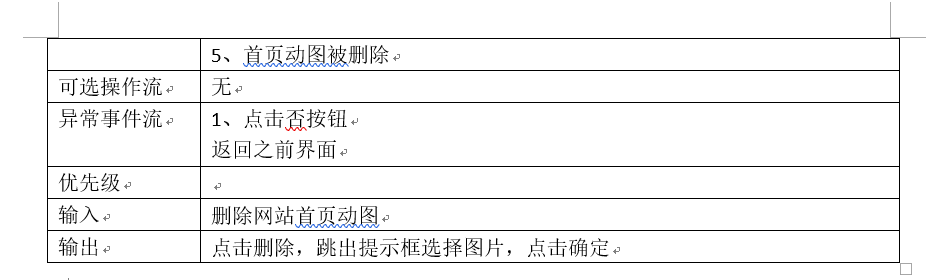 5、首页动图被删除
可选操作流 无
异常事件流 1、点击否按钮
返回之前界面
优先级
输入 删除网站首页动图
输出 点击删除，跳出提示框选择图片，点击确定